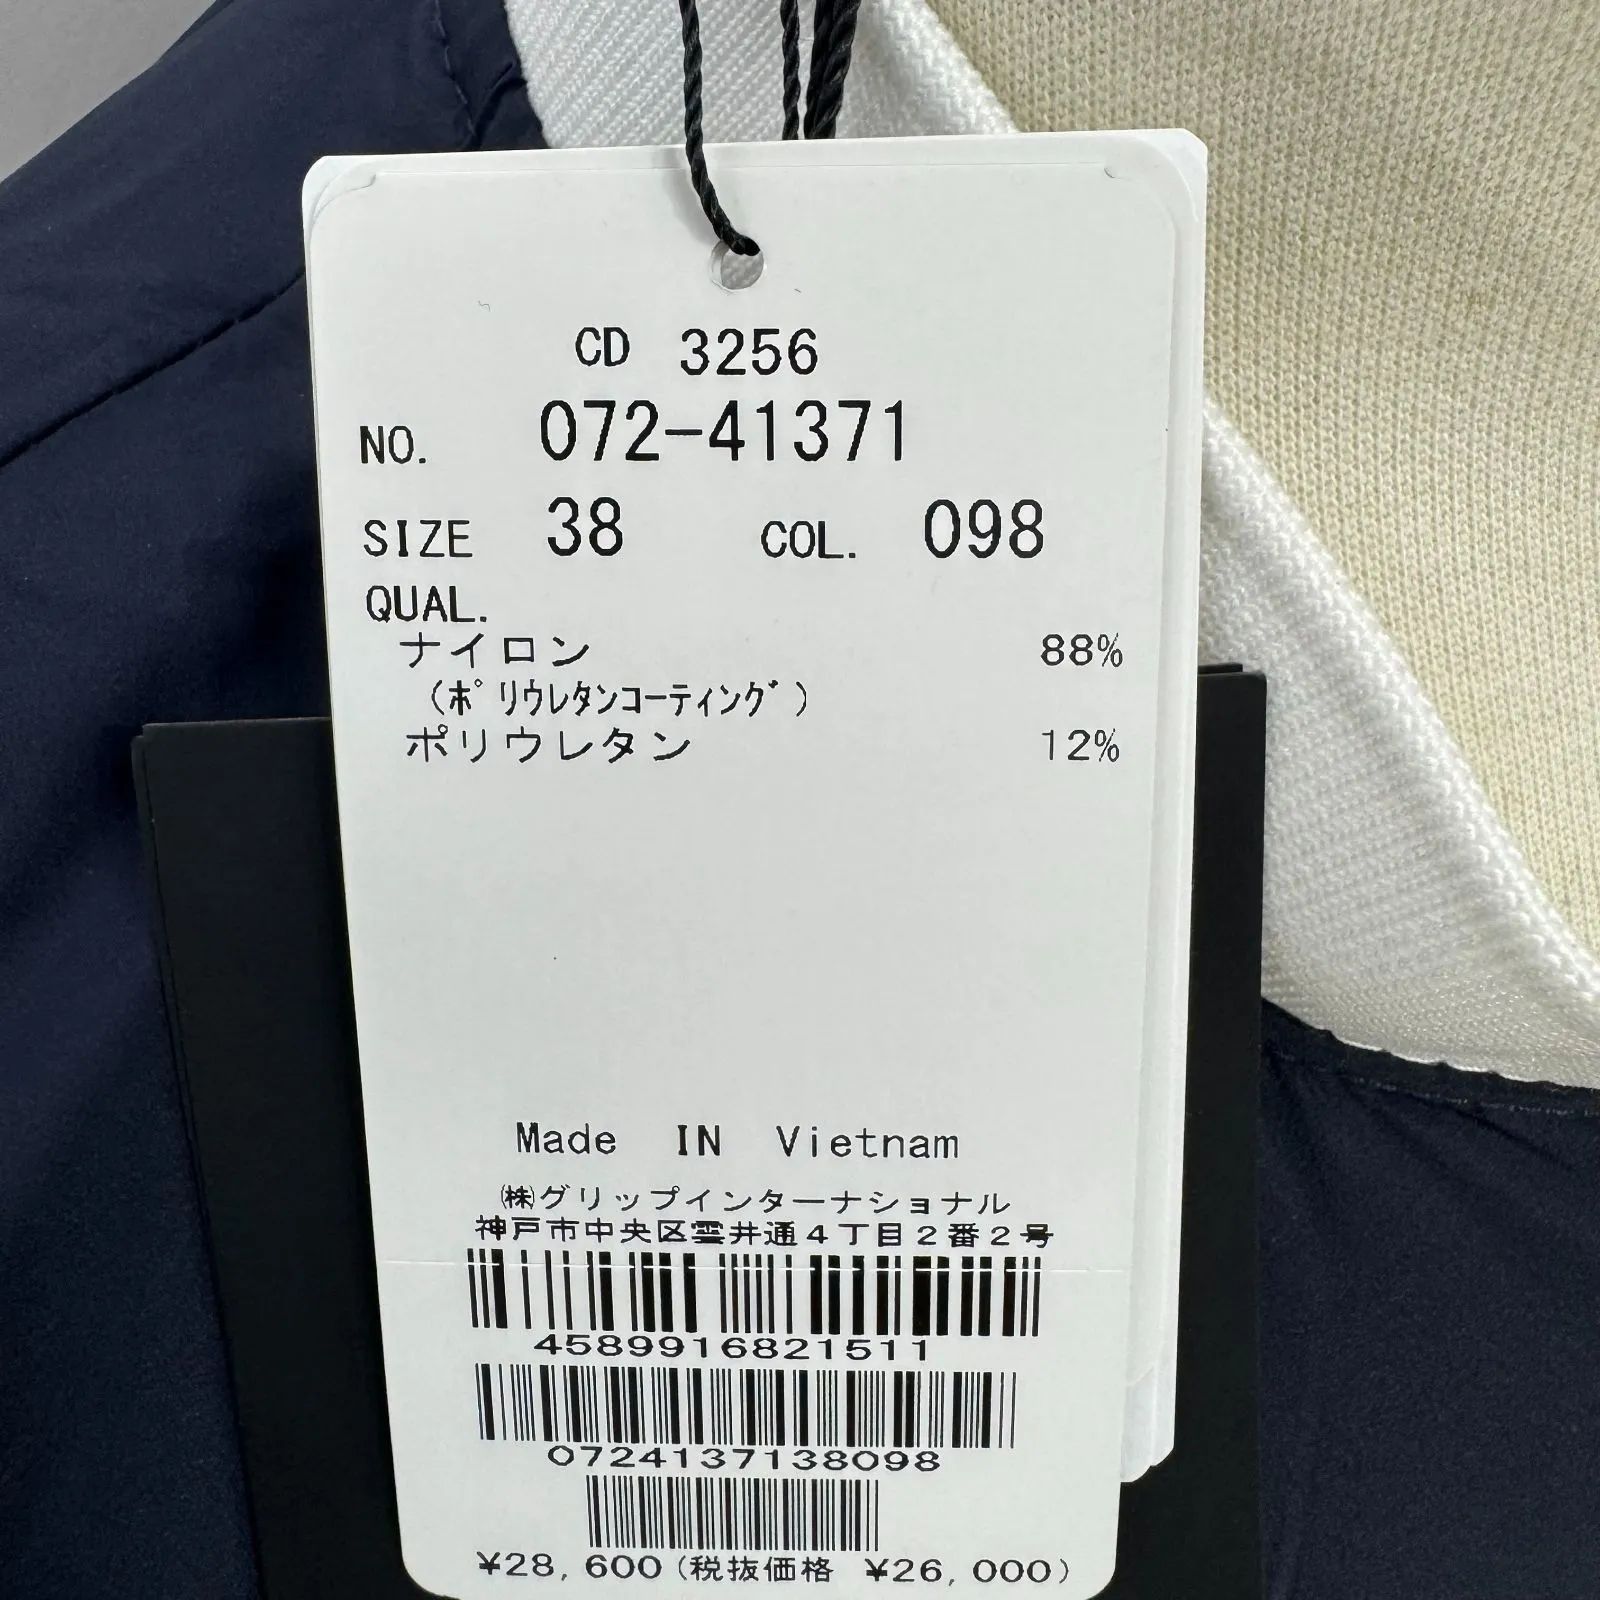 CD 3256
NO. 072-41371
SIZE 38 COL. 098
QUAL.
ナイロン 88%
(ポリウレタンコーティング)
ポリウレタン 12%
Made IN Vietnam
㈱グリップインターナショナル
神戸市中央区雲井通4丁目2番2号
4589916821511
0724137138098
¥28,600(税抜価格 ¥26,000)